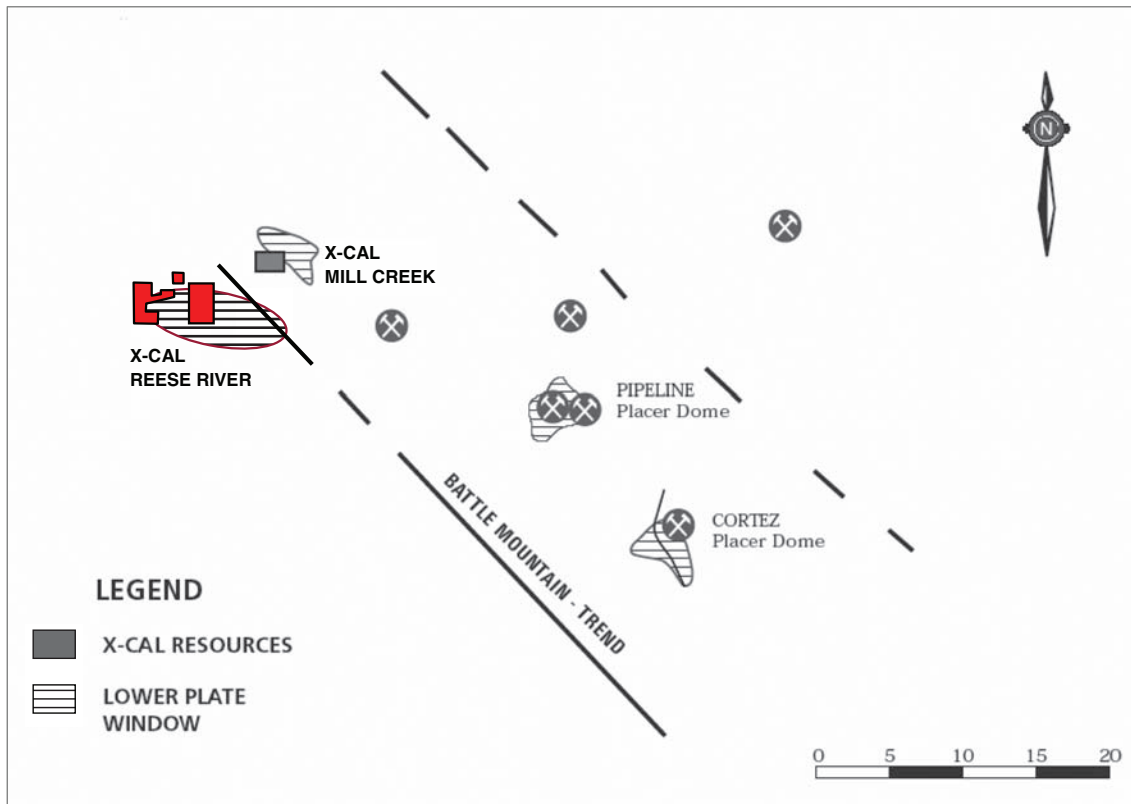 N
X-CAL
MILL CREEK
X-CAL
REESE RIVER
PIPELINE
Placer Dome
BATTLE MOUNTAIN - TREND
CORTEZ
Placer Dome
LEGEND
X-CAL RESOURCES
LOWER PLATE
WINDOW
0 5 10 15 20